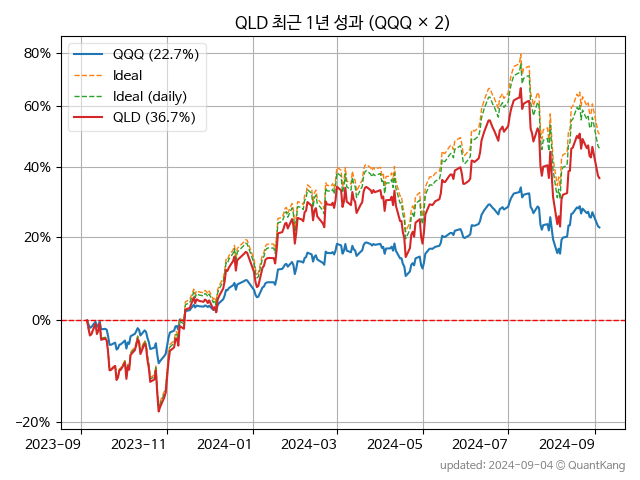 QLD 최근 1년 성과 (QQQ × 2)
QQQ (22.7%)
Ideal
Ideal (daily)
QLD (36.7%)
80%
60%
40%
20%
0%
−20%
2023−09
2023−11
2024−01
2024−03
2024−05
2024−07
2024−09
updated: 2024−09−04 © QuantKang